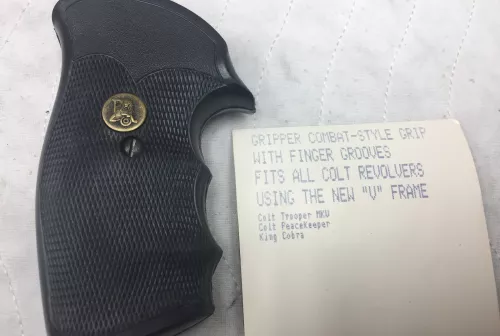 GRIPPER COMBAT-STYLE GRIP
WITH FINGER GROOVES
FITS ALL COLT REVOLVERS
USING THE NEW "V" FRAME
Colt Trooper MKV
Colt PeaceKeeper
King Cobra